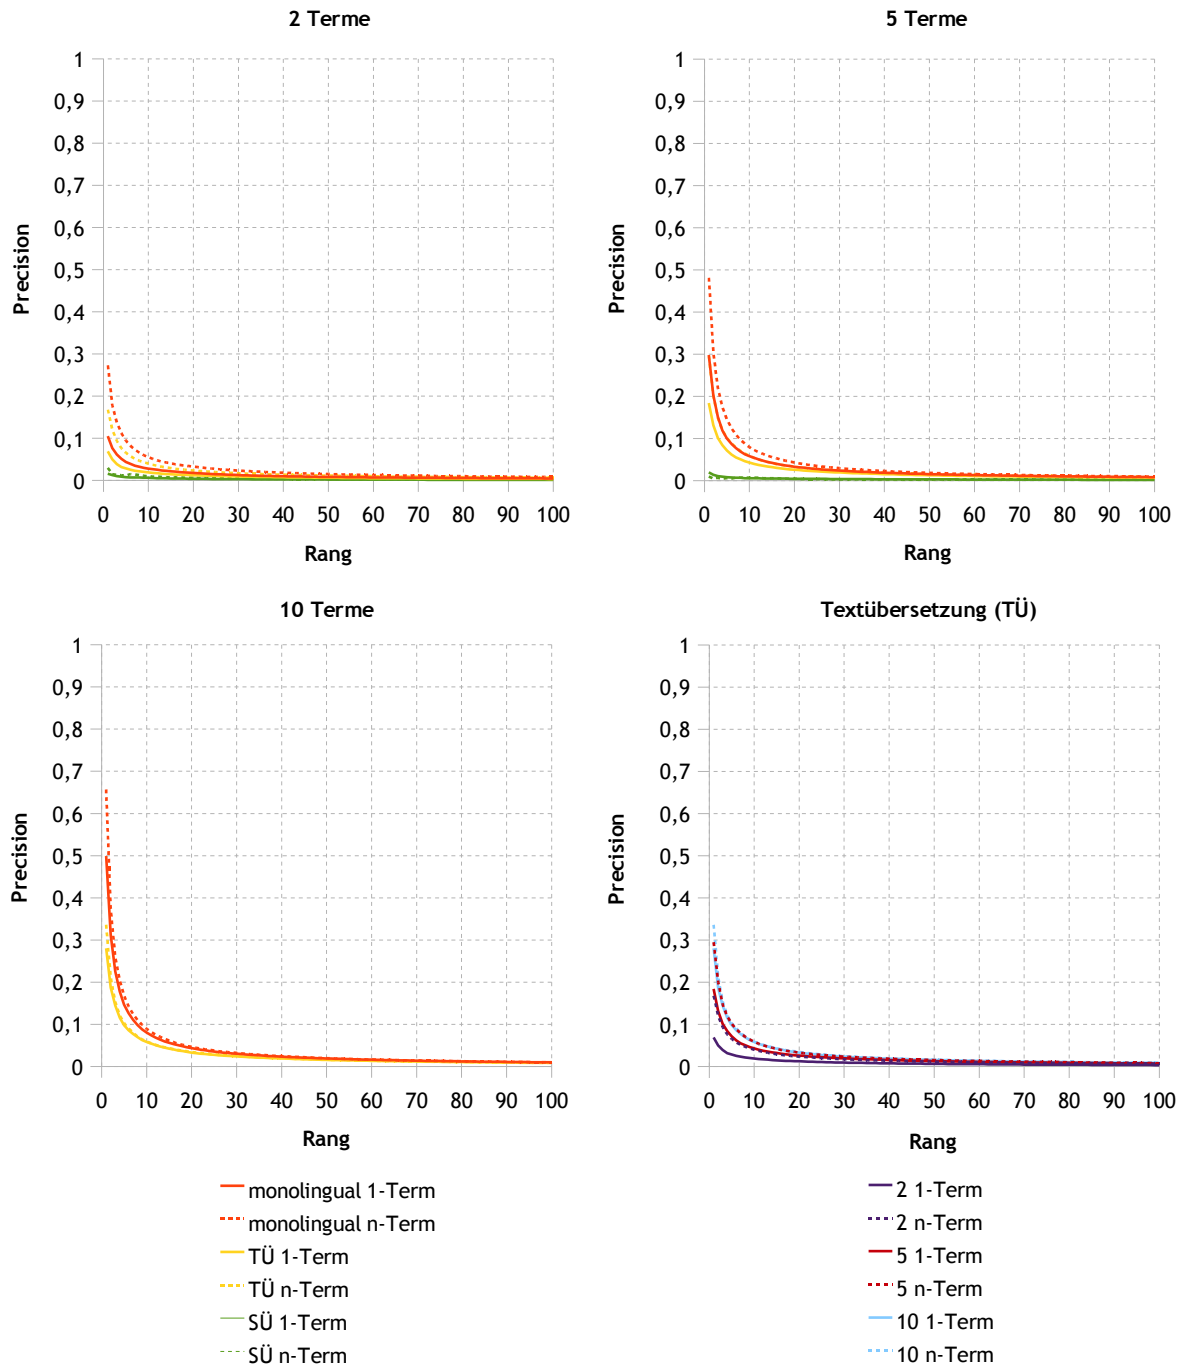 2 Terme
1
0,9
0,8
0,7
0,6
0,5
0,4
0,3
0,2
0,1
0
Precision
0 10 20 30 40 50 60 70 80 90 100
Rang
5 Terme
1
0,9
0,8
0,7
0,6
0,5
0,4
0,3
0,2
0,1
0
Precision
0 10 20 30 40 50 60 70 80 90 100
Rang
10 Terme
1
0,9
0,8
0,7
0,6
0,5
0,4
0,3
0,2
0,1
0
Precision
0 10 20 30 40 50 60 70 80 90 100
Rang
Textübersetzung (TÜ)
1
0,9
0,8
0,7
0,6
0,5
0,4
0,3
0,2
0,1
0
Precision
0 10 20 30 40 50 60 70 80 90 100
Rang
monolingual 1-Term
monolingual n-Term
TÜ 1-Term
TÜ n-Term
SÜ 1-Term
SÜ n-Term
2 1-Term
2 n-Term
5 1-Term
5 n-Term
10 1-Term
10 n-Term